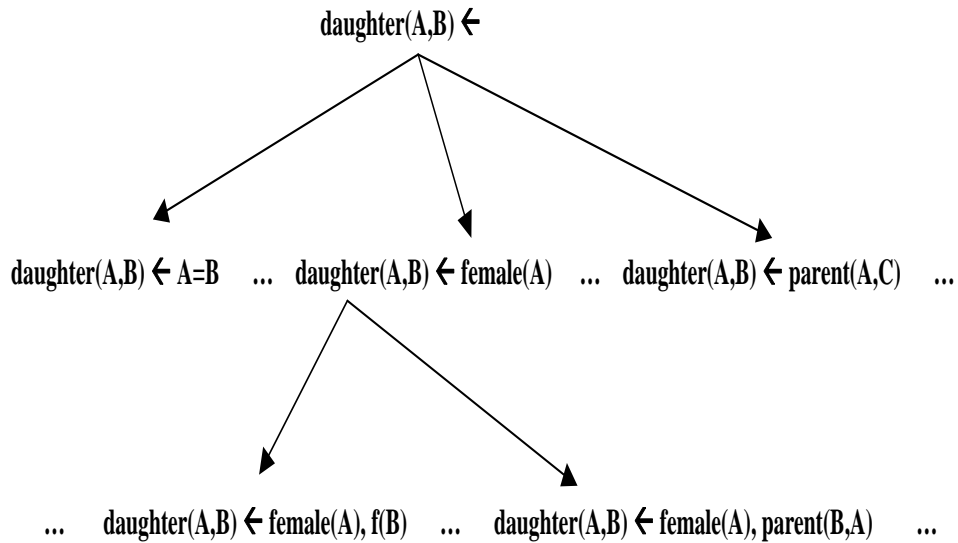 daughter(A,B) ←
daughter(A,B) ← A=B ... daughter(A,B) ← female(A) ... daughter(A,B) ← parent(A,C) ...
... daughter(A,B) ← female(A), f(B) ... daughter(A,B) ← female(A), parent(B,A) ...